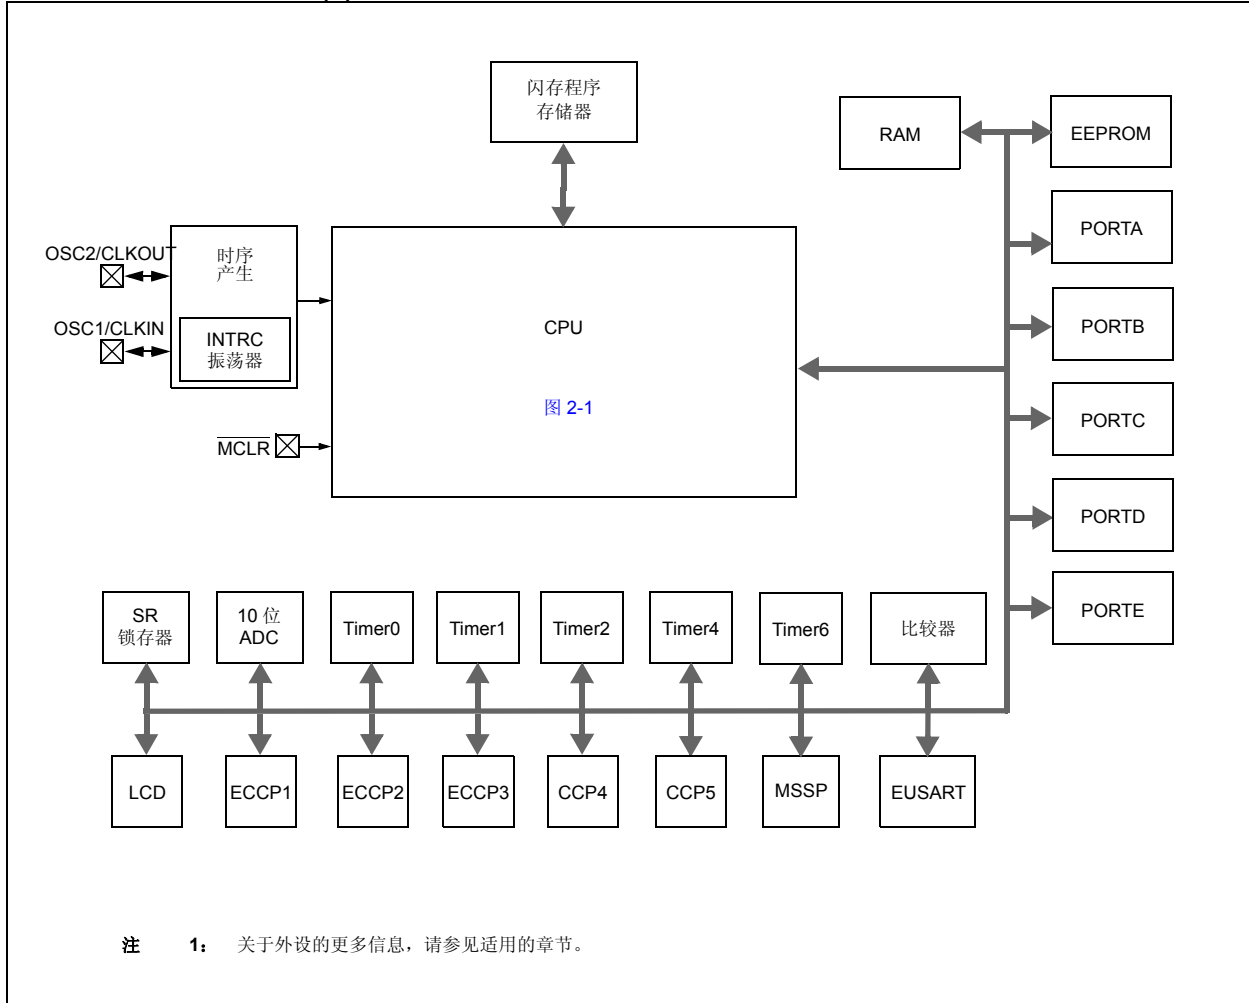 闪存程序
存储器
RAM
EEPROM
PORTA
OSC2/CLKOUT
时序
产生
OSC1/CLKIN
INTRC
振荡器
CPU
PORTB
图 2-1
PORTC
MCLR
PORTD
SR
锁存器
10 位
ADC
Timer0
Timer1
Timer2
Timer4
Timer6
比较器
PORTE
LCD
ECCP1
ECCP2
ECCP3
CCP4
CCP5
MSSP
EUSART
注 1： 关于外设的更多信息，请参见适用的章节。